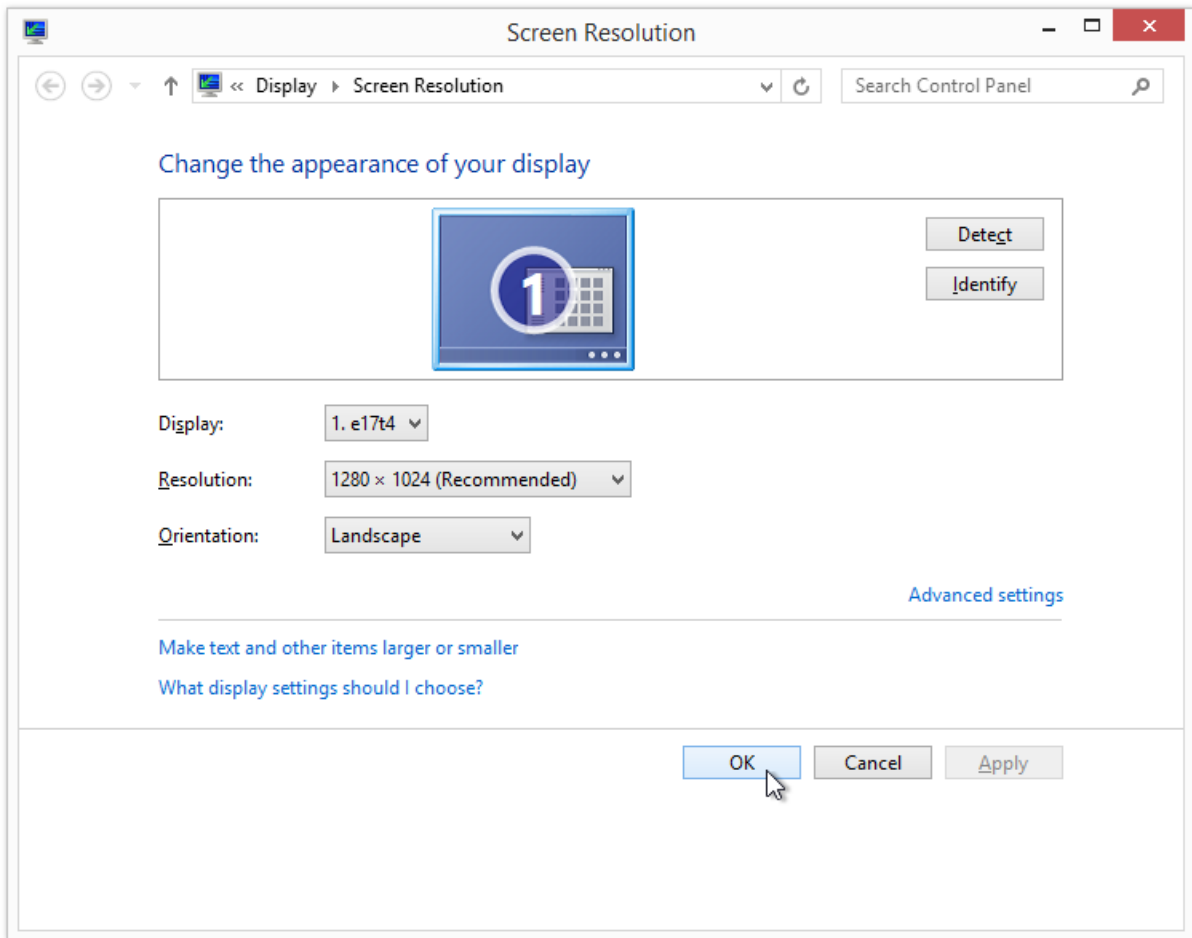 Screen Resolution
« Display Screen Resolution Search Control Panel
Change the appearance of your display
1
Detect
Identify
Display: 1. e17t4
Resolution: 1280 × 1024 (Recommended)
Orientation: Landscape
Advanced settings
Make text and other items larger or smaller
What display settings should I choose?
OK Cancel Apply